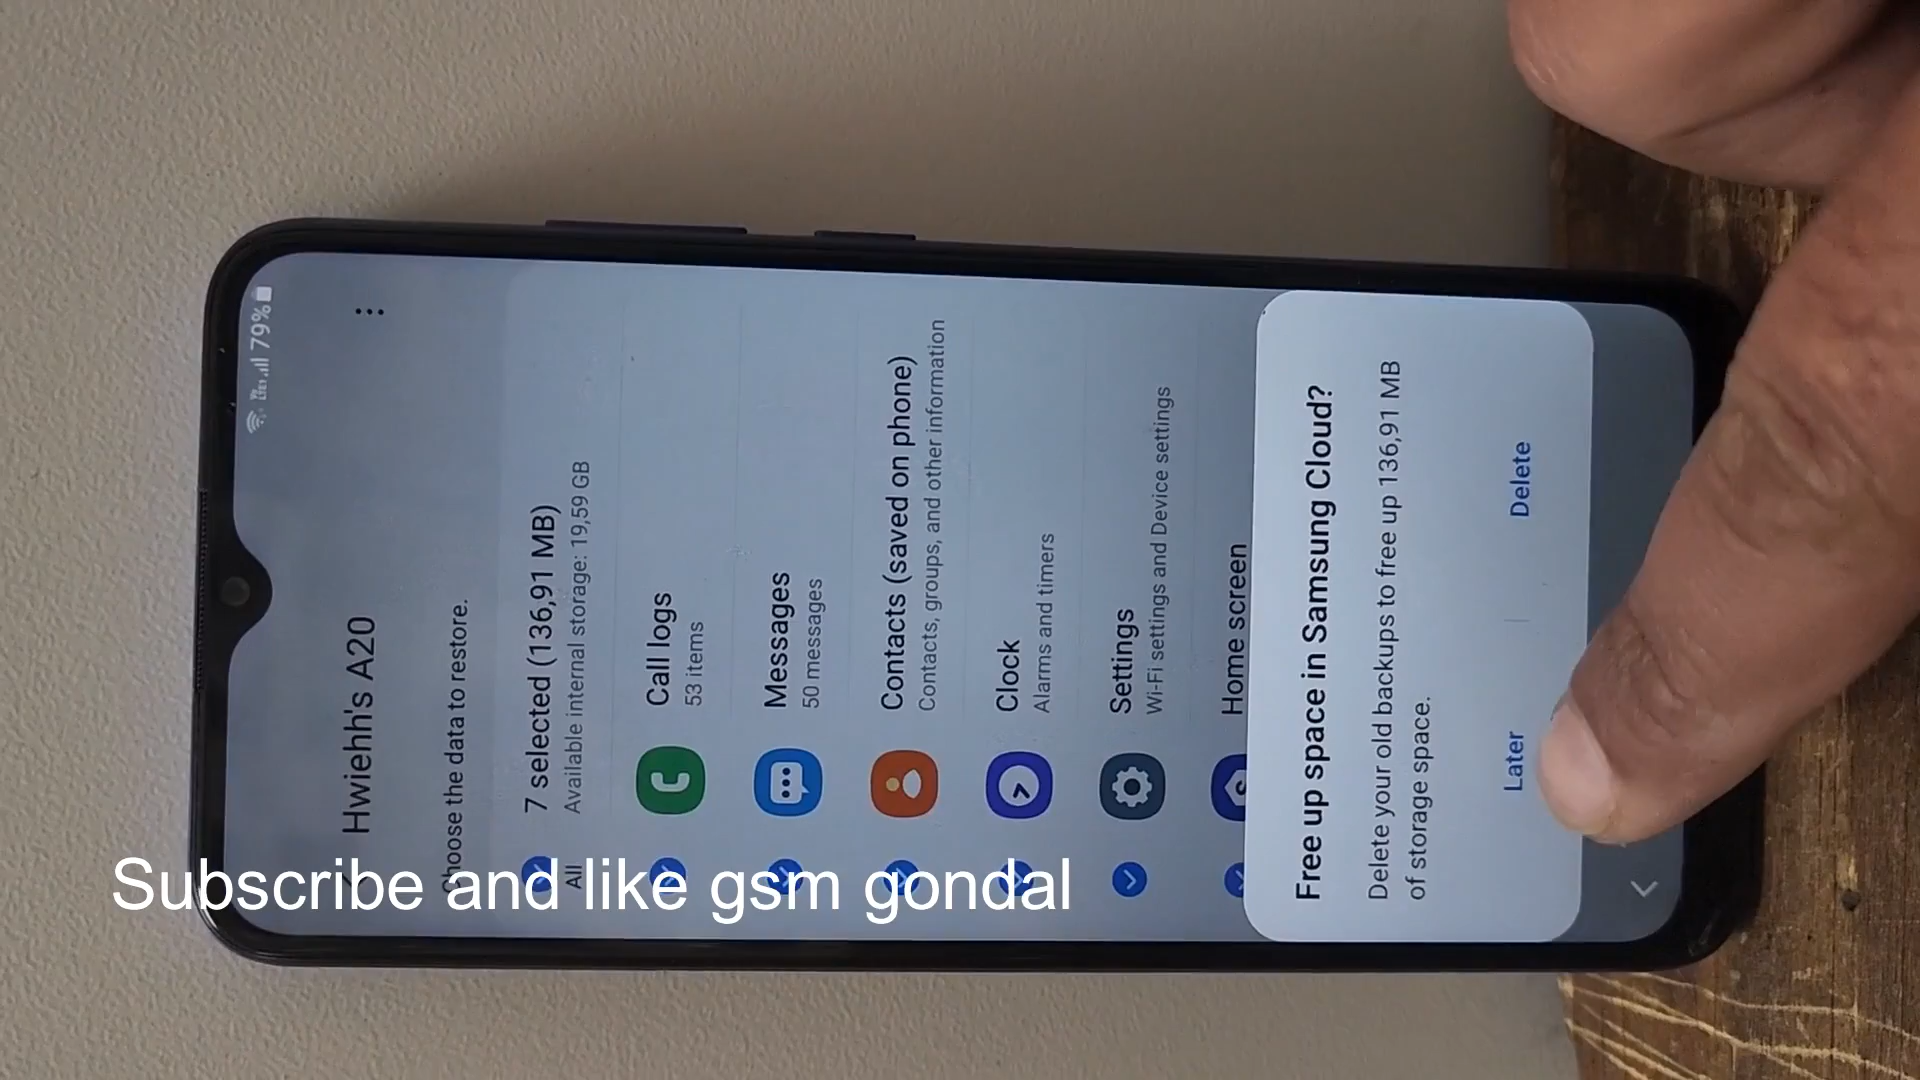 79%
Hwiehh's A20
Choose the data to restore.
7 selected (136,91 MB)
All
Available internal storage: 19,59 GB
Call logs
53 items
Messages
50 messages
Contacts (saved on phone)
Contacts, groups, and other information
Clock
Alarms and timers
Settings
Wi-Fi settings and Device settings
Home screen
Free up space in Samsung Cloud?
Delete your old backups to free up 136,91 MB
of storage space.
Later
Delete
Subscribe and like gsm gondal